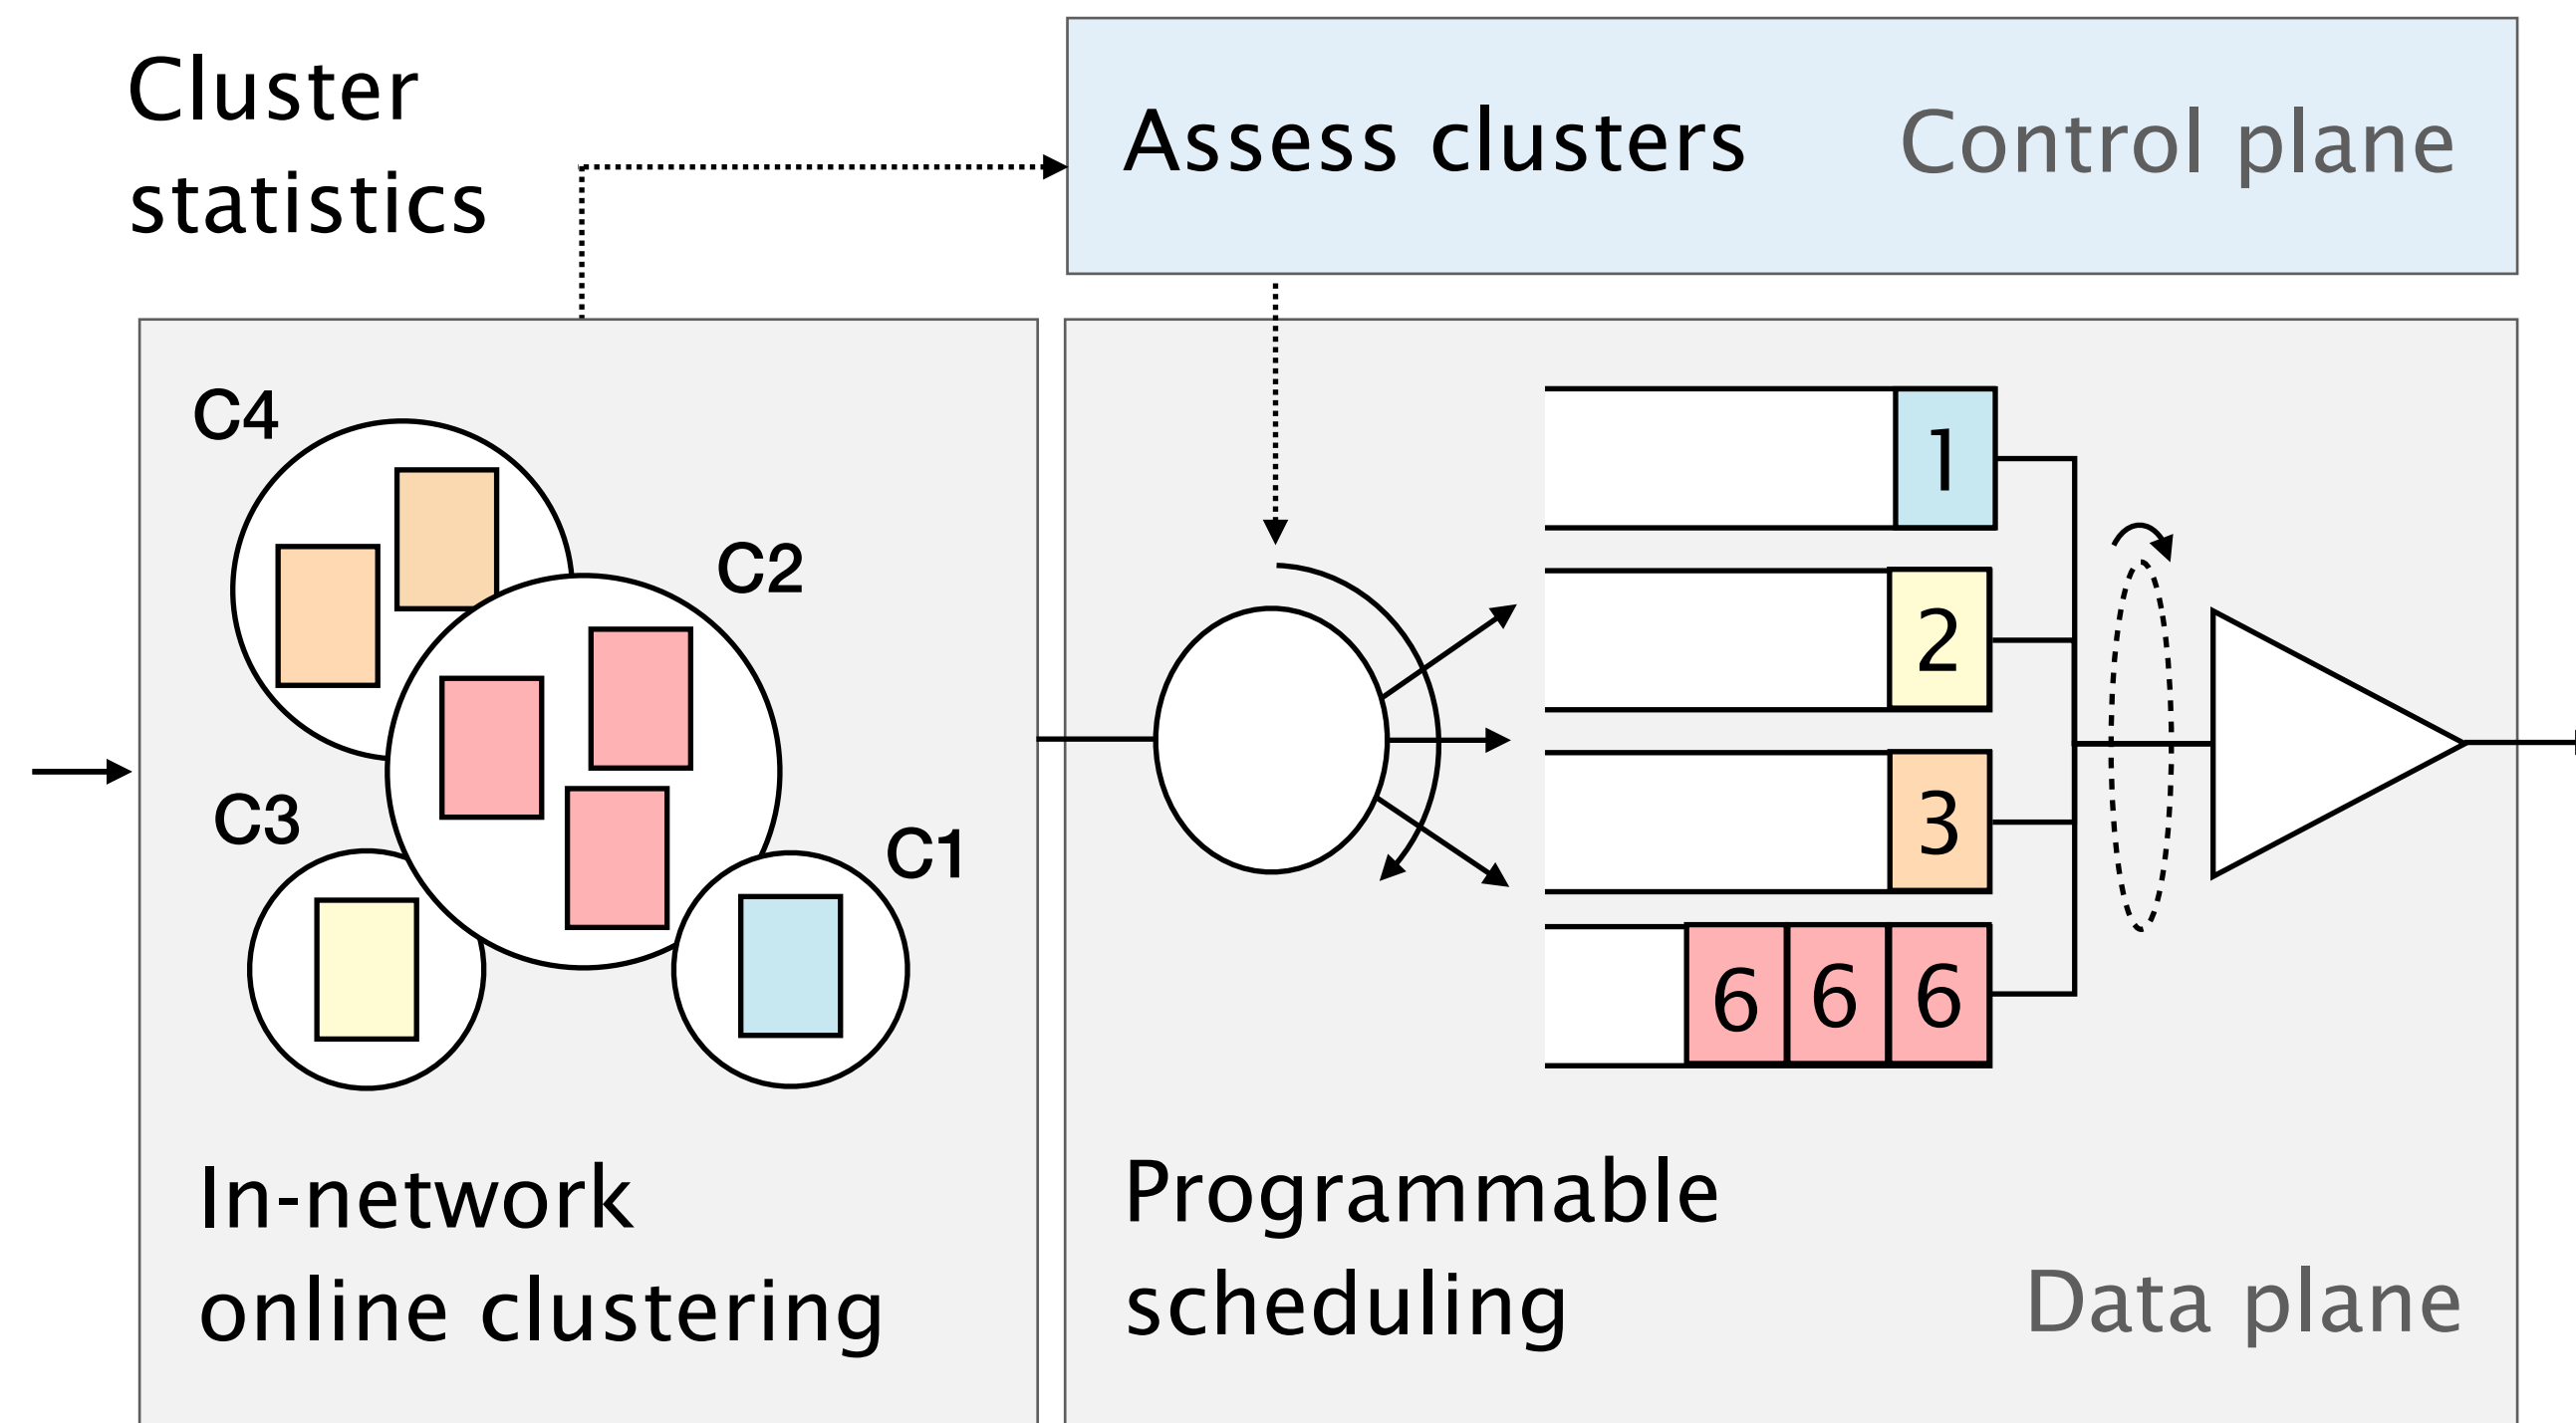 Cluster
statistics
Assess clusters
Control plane
C4
C2
C3
C1
1
2
3
6 6 6
In-network
online clustering
Programmable
scheduling
Data plane